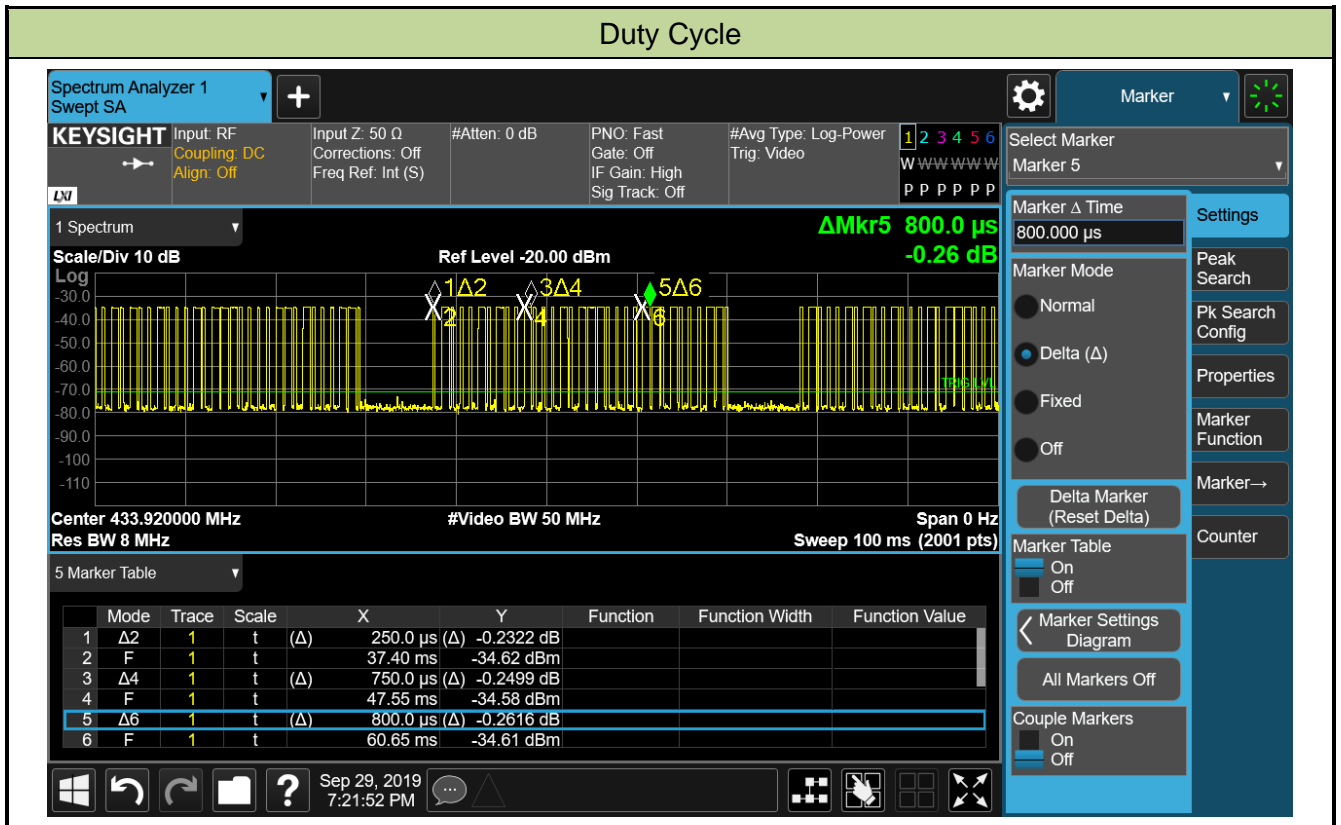 Duty Cycle
Spectrum Analyzer 1
Swept SA
+
Marker
KEYSIGHT
LXI
Input: RF
Coupling: DC
Align: Off
Input Z: 50 Ω
Corrections: Off
Freq Ref: Int (S)
#Atten: 0 dB
PNO: Fast
Gate: Off
IF Gain: High
Sig Track: Off
#Avg Type: Log-Power
Trig: Video
1 2 3 4 5 6
W W W W W W
P P P P P P
1 Spectrum
ΔMkr5 800.0 µs
-0.26 dB
Scale/Div 10 dB
Ref Level -20.00 dBm
Log
-30.0
-40.0
-50.0
-60.0
-70.0
-80.0
-90.0
-100
-110
1Δ2 3Δ4 5Δ6
2 4 6
TRIG LVL
Center 433.920000 MHz #Video BW 50 MHz Span 0 Hz
Res BW 8 MHz Sweep 100 ms (2001 pts)
5 Marker Table
Mode Trace Scale X Y Function Function Width Function Value
1 Δ2 1 t (Δ) 250.0 µs (Δ) -0.2322 dB
2 F 1 t 37.40 ms -34.62 dBm
3 Δ4 1 t (Δ) 750.0 µs (Δ) -0.2499 dB
4 F 1 t 47.55 ms -34.58 dBm
5 Δ6 1 t (Δ) 800.0 µs (Δ) -0.2616 dB
6 F 1 t 60.65 ms -34.61 dBm
?
Sep 29, 2019
7:21:52 PM
Select Marker
Marker 5
Marker Δ Time
800.000 µs
Marker Mode
Normal
Delta (Δ)
Fixed
Off
Delta Marker
(Reset Delta)
Marker Table
On
Off
Marker Settings
Diagram
All Markers Off
Couple Markers
On
Off
Settings
Peak
Search
Pk Search
Config
Properties
Marker
Function
Marker→
Counter